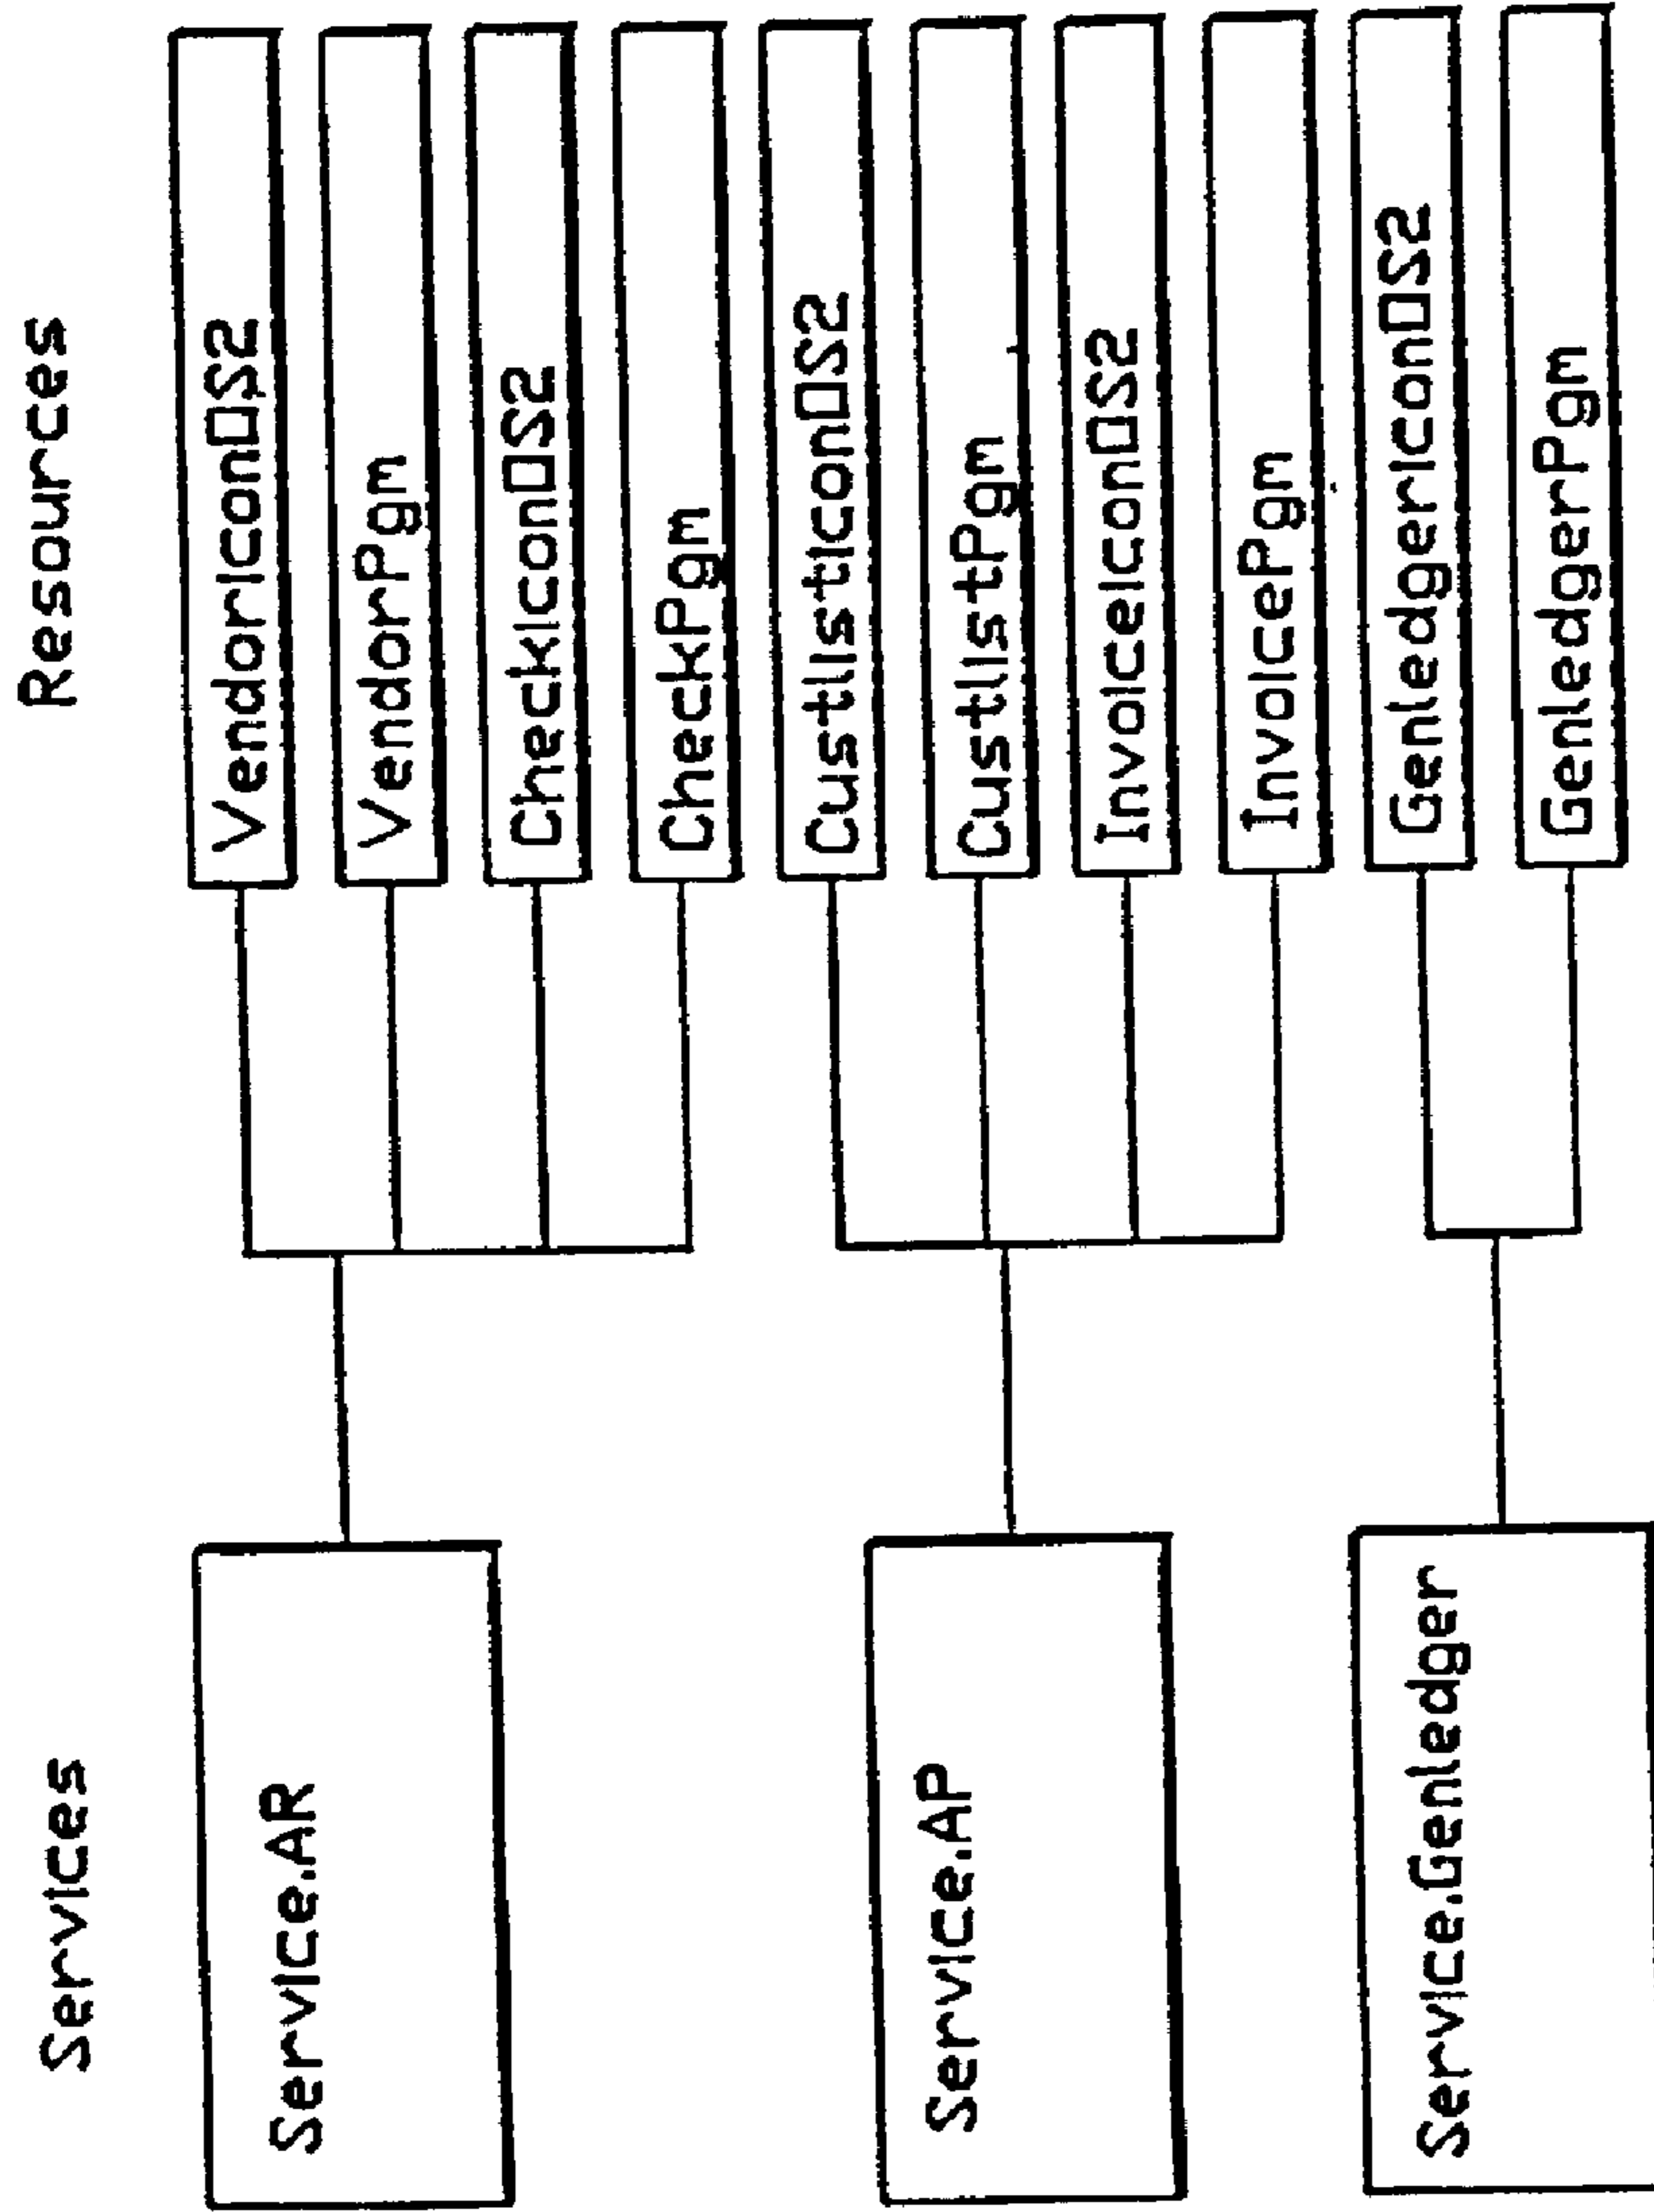 Services
Resources
Service.AR
VendorIconOS2
VendorPgm
CheckIconOS2
CheckPgm
Service.AP
CustlistIconOS2
CustlistPgm
InvoiceIconOS2
InvoicePgm
Service.Genledger
GenledgerIconOS2
GenledgerPgm